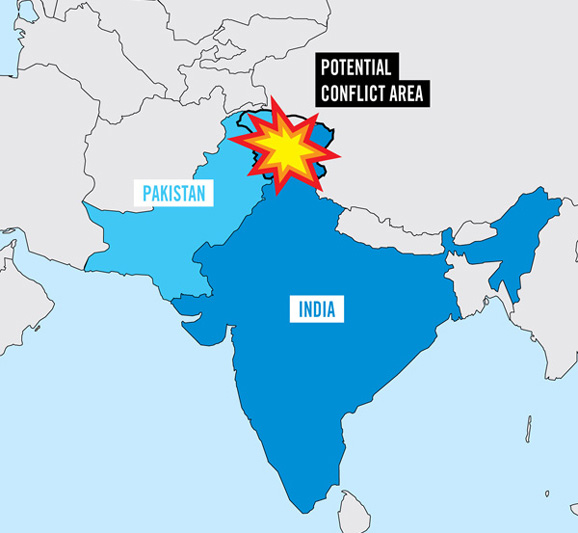 POTENTIAL
CONFLICT AREA
PAKISTAN
INDIA